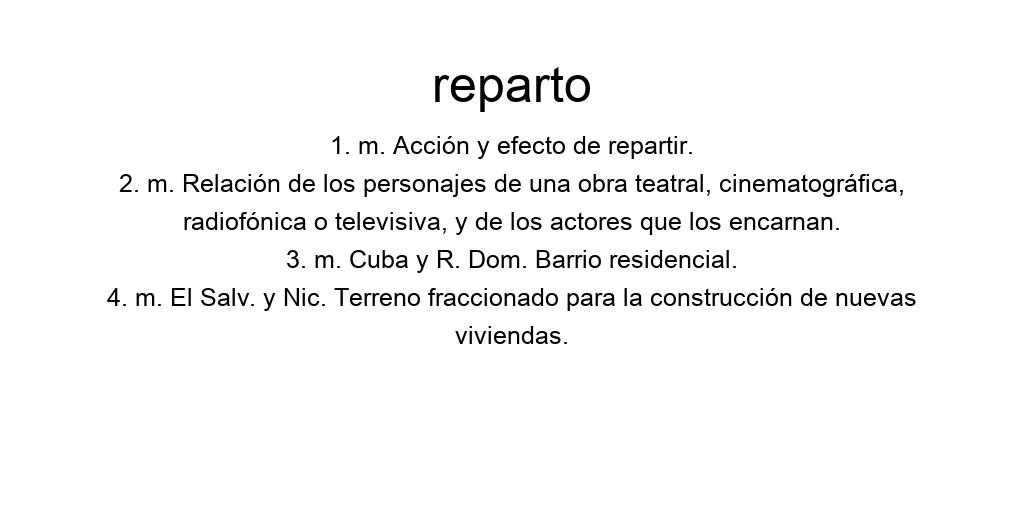 reparto
1. m. Acción y efecto de repartir.
2. m. Relación de los personajes de una obra teatral, cinematográfica,
radiofónica o televisiva, y de los actores que los encarnan.
3. m. Cuba y R. Dom. Barrio residencial.
4. m. El Salv. y Nic. Terreno fraccionado para la construcción de nuevas
viviendas.